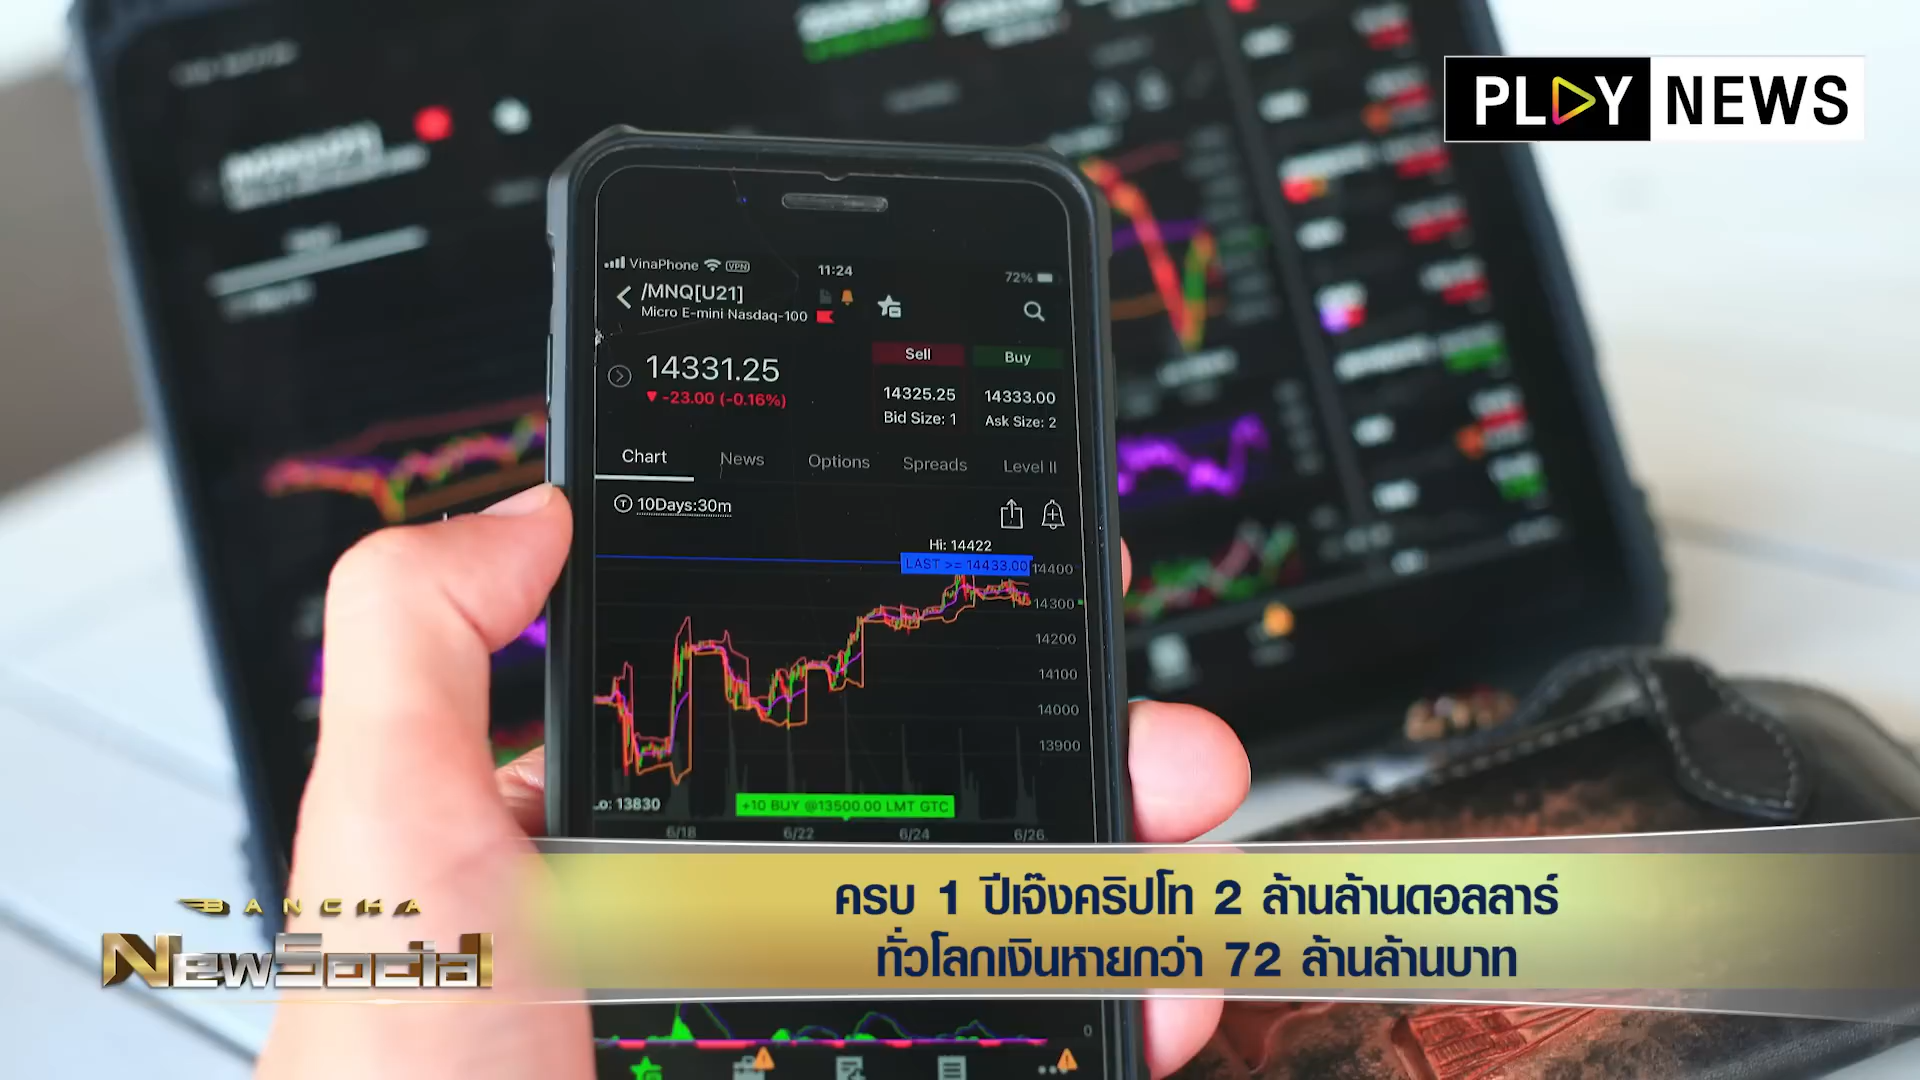 PLAY NEWS
VinaPhone VPN 11:24 72%
/MNQ[U21]
Micro E-mini Nasdaq-100
14331.25
-23.00 (-0.16%)
Sell Buy
14325.25 14333.00
Bid Size: 1 Ask Size: 2
Chart News Options Spreads Level II
10Days:30m
Hi: 14422
LAST >= 14433.00
14400
14300
14200
14100
14000
13900
Lo: 13830
+10 BUY @13500.00 LMT GTC
6/18 6/22 6/24 6/26
0
BANCHA
NewSocial
ครบ 1 ปีเจ๊งคริปโท 2 ล้านล้านดอลลาร์
ทั่วโลกเงินหายกว่า 72 ล้านล้านบาท